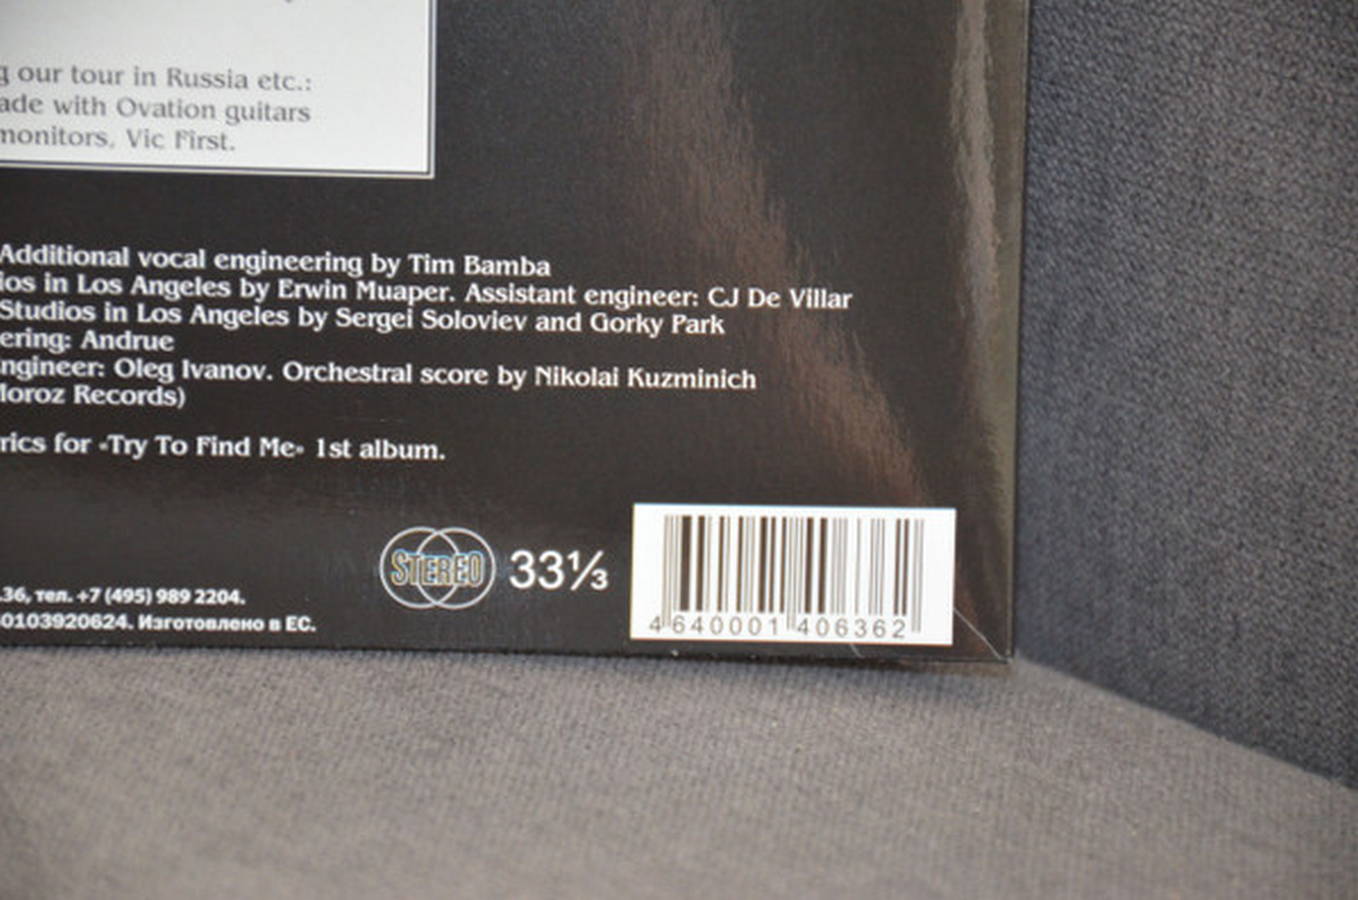 g our tour in Russia etc.:
ade with Ovation guitars
monitors, Vic First.
Additional vocal engineering by Tim Bamba
ios in Los Angeles by Erwin Muaper. Assistant engineer: CJ De Villar
Studios in Los Angeles by Sergei Soloviev and Gorky Park
ering: Andrue
ngineer: Oleg Ivanov. Orchestral score by Nikolai Kuzminich
oroz Records)
rics for «Try To Find Me» 1st album.
STEREO 33⅓
.36, тел. +7 (495) 989 2204.
0103920624. Изготовлено в ЕС.
4 640001 406362